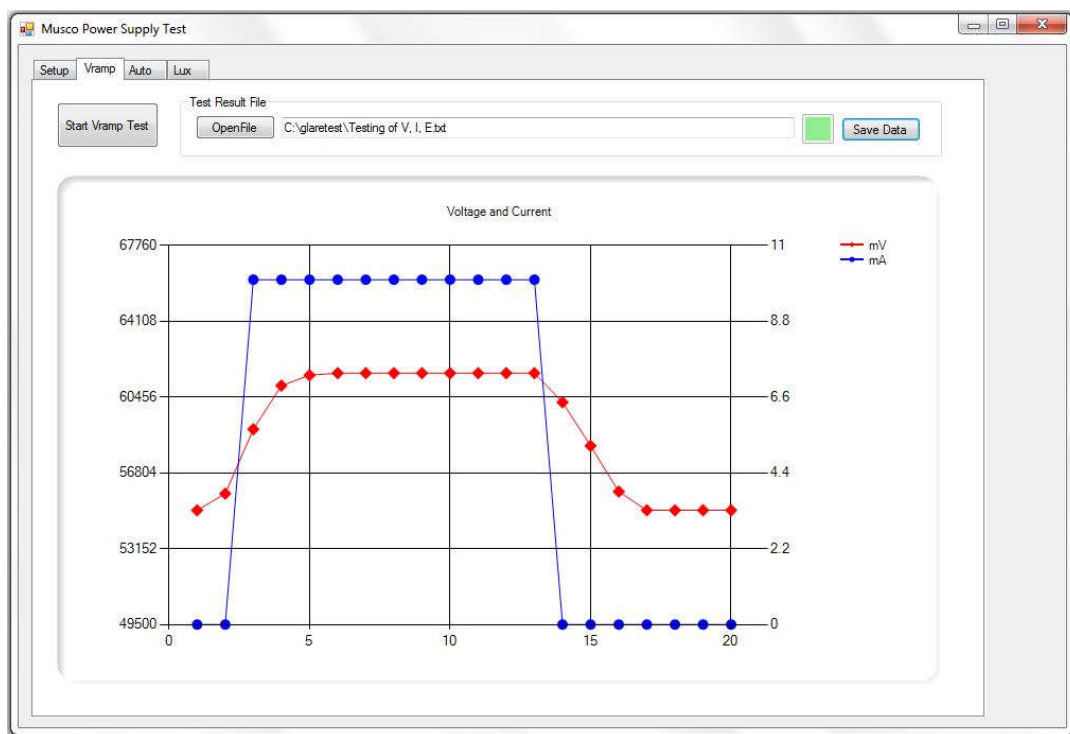 Musco Power Supply Test
Setup Vramp Auto Lux
Start Vramp Test
Test Result File
OpenFile C:\glaretest\Testing of V, I, E.txt Save Data
Voltage and Current
67760 11
mV
mA
64108 8.8
60456 6.6
56804 4.4
53152 2.2
49500 0
0 5 10 15 20